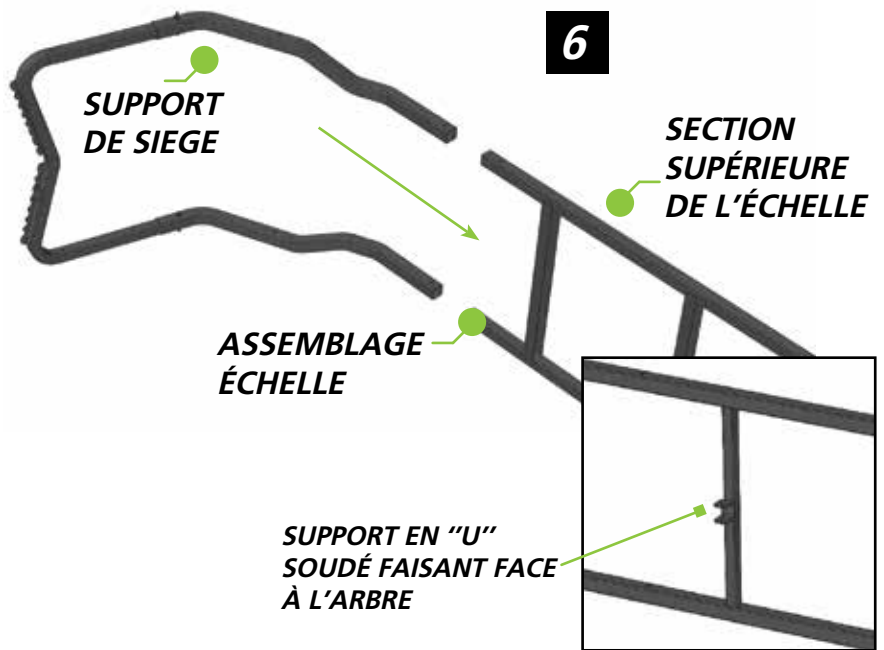 6
SUPPORT
DE SIEGE
SECTION
SUPÉRIEURE
DE L’ÉCHELLE
ASSEMBLAGE
ÉCHELLE
SUPPORT EN ‘’U’’
SOUDÉ FAISANT FACE
À L’ARBRE